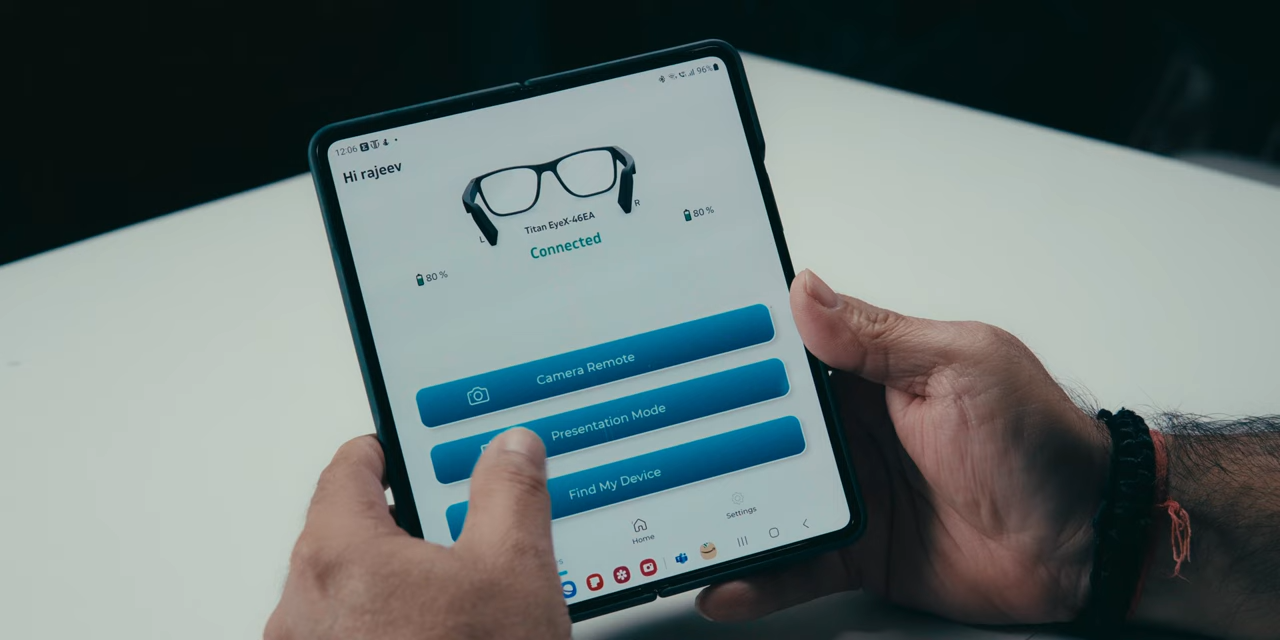 12:06
96%
Hi rajeev
L
R
Titan EyeX-46EA
Connected
80 %
80 %
Camera Remote
Presentation Mode
Find My Device
Home
Settings